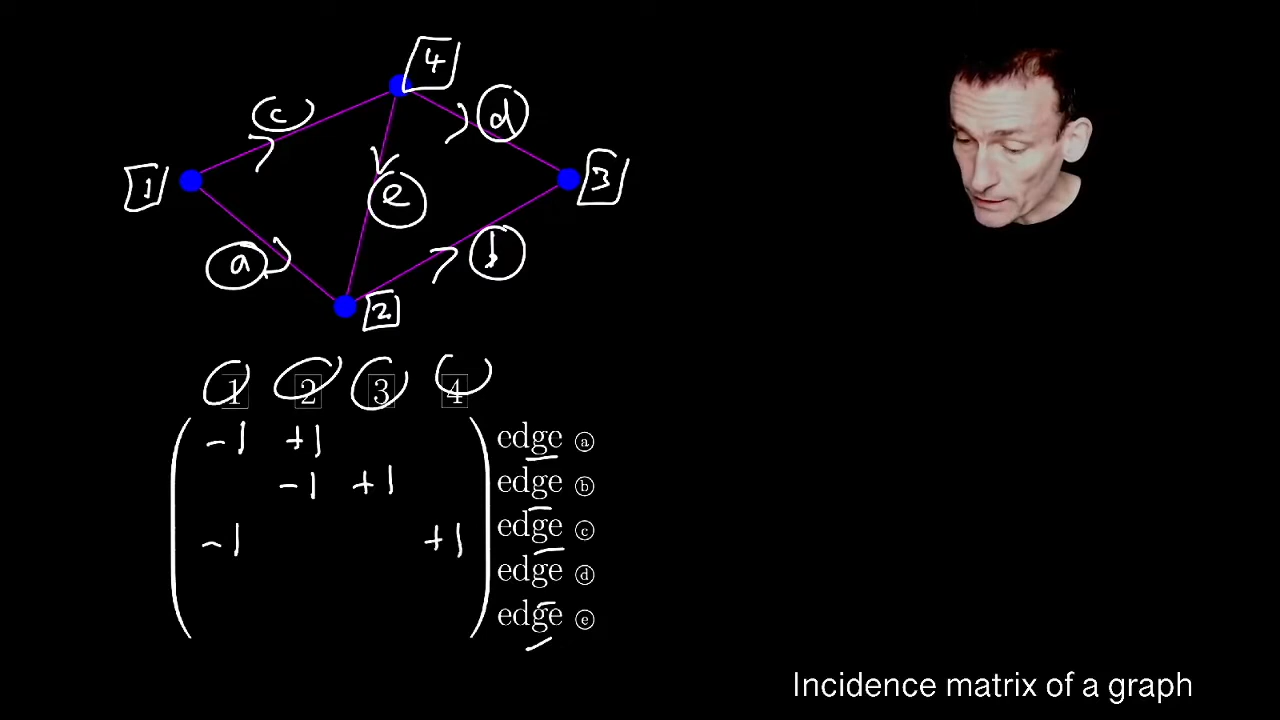 4
c
d
1
e
3
a
b
2
1 2 3 4
-1 +1 edge a
-1 +1 edge b
-1 +1 edge c
edge d
edge e
Incidence matrix of a graph